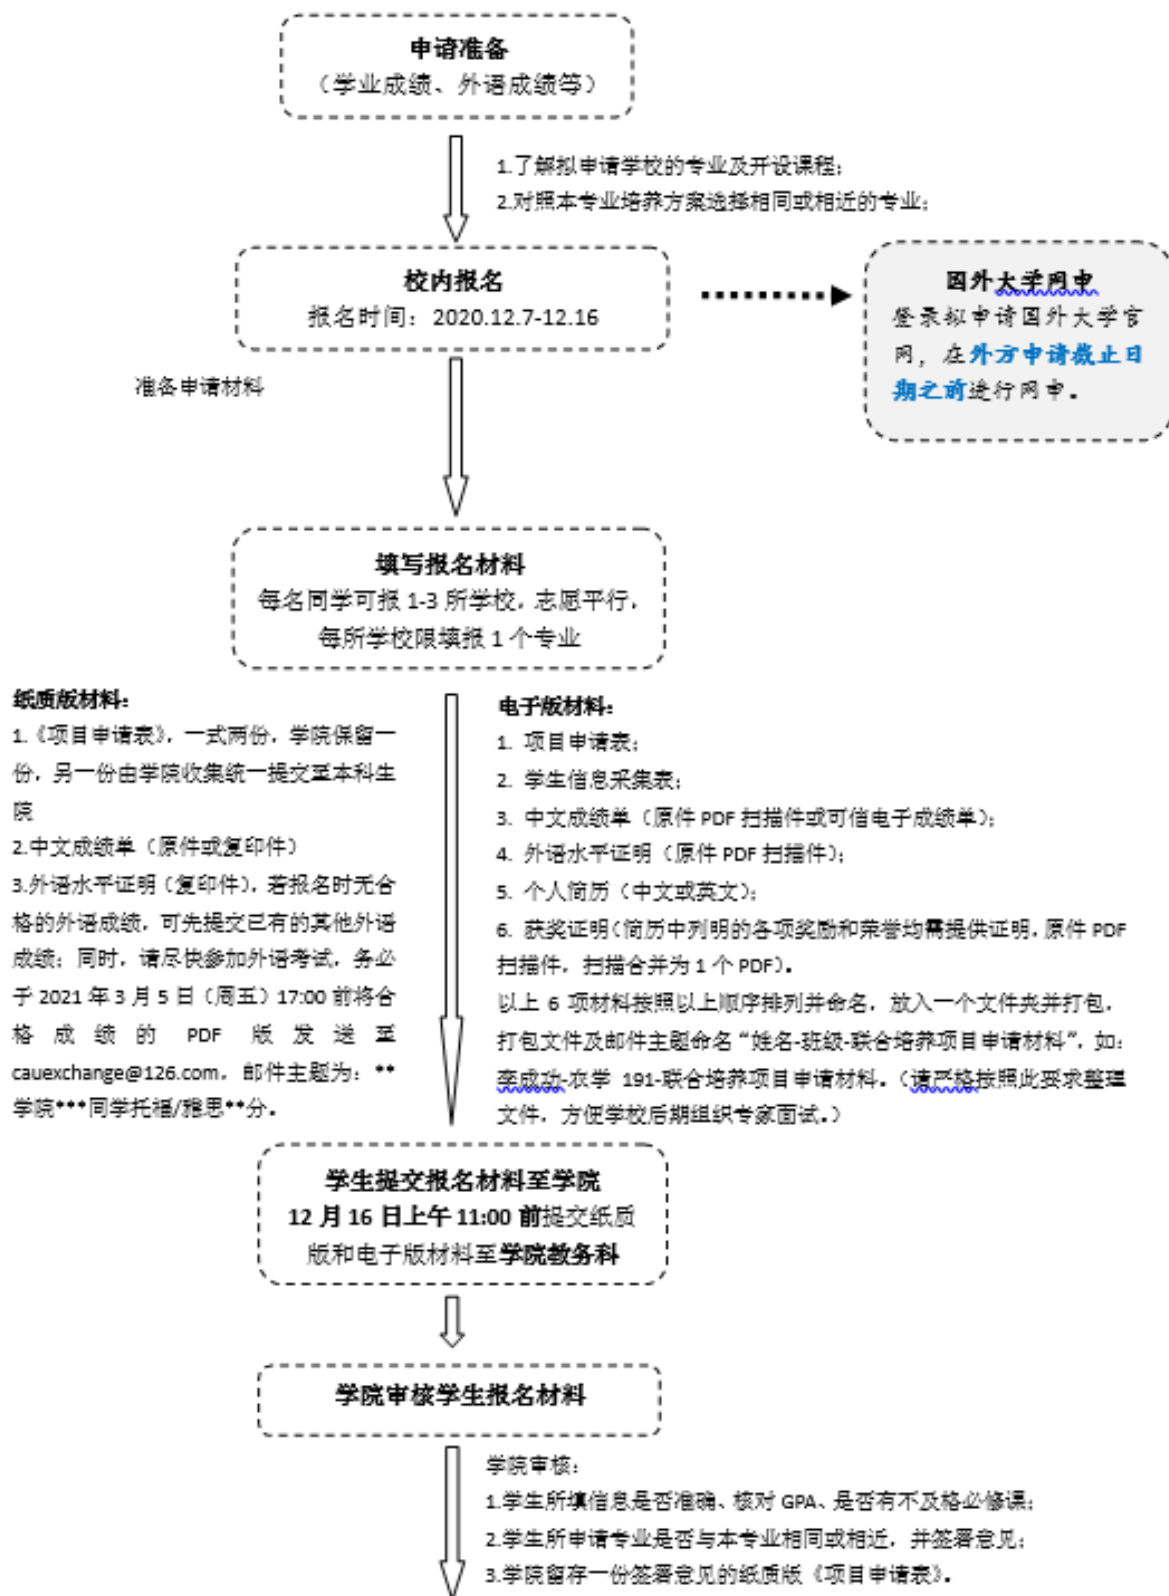 申请准备
（学业成绩、外语成绩等）
1.了解拟申请学校的专业及开设课程；
2.对照本专业培养方案选择相同或相近的专业；
校内报名
报名时间：2020.12.7-12.16
国外大学网申
登录拟申请国外大学官
网，在外方申请截止日
期之前进行网申。
准备申请材料
填写报名材料
每名同学可报 1-3 所学校，志愿平行，
每所学校限填报 1 个专业
纸质版材料：
1.《项目申请表》，一式两份，学院保留一
份，另一份由学院收集统一提交至本科生
院
2.中文成绩单（原件或复印件）
3.外语水平证明（复印件），若报名时无合
格的外语成绩，可先提交已有的其他外语
成绩；同时，请尽快参加外语考试，务必
于 2021 年 3 月 5 日（周五）17:00 前将合
格成绩的 PDF 版发送至
cauexchange@126.com，邮件主题为：**
学院***同学托福/雅思**分。
电子版材料：
1. 项目申请表；
2. 学生信息采集表；
3. 中文成绩单（原件 PDF 扫描件或可信电子成绩单）；
4. 外语水平证明（原件 PDF 扫描件）；
5. 个人简历（中文或英文）；
6. 获奖证明（简历中列明的各项奖励和荣誉均需提供证明，原件 PDF
扫描件，扫描合并为 1 个 PDF）。
以上 6 项材料按照以上顺序排列并命名，放入一个文件夹并打包，
打包文件及邮件主题命名“姓名-班级-联合培养项目申请材料”，如：
李成功-农学 191-联合培养项目申请材料。（请严格按照此要求整理
文件，方便学校后期组织专家面试。）
学生提交报名材料至学院
12 月 16 日上午 11:00 前提交纸质
版和电子版材料至学院教务科
学院审核学生报名材料
学院审核：
1.学生所填信息是否准确、核对 GPA、是否有不及格必修课；
2.学生所申请专业是否与本专业相同或相近，并签署意见；
3.学院留存一份签署意见的纸质版《项目申请表》。